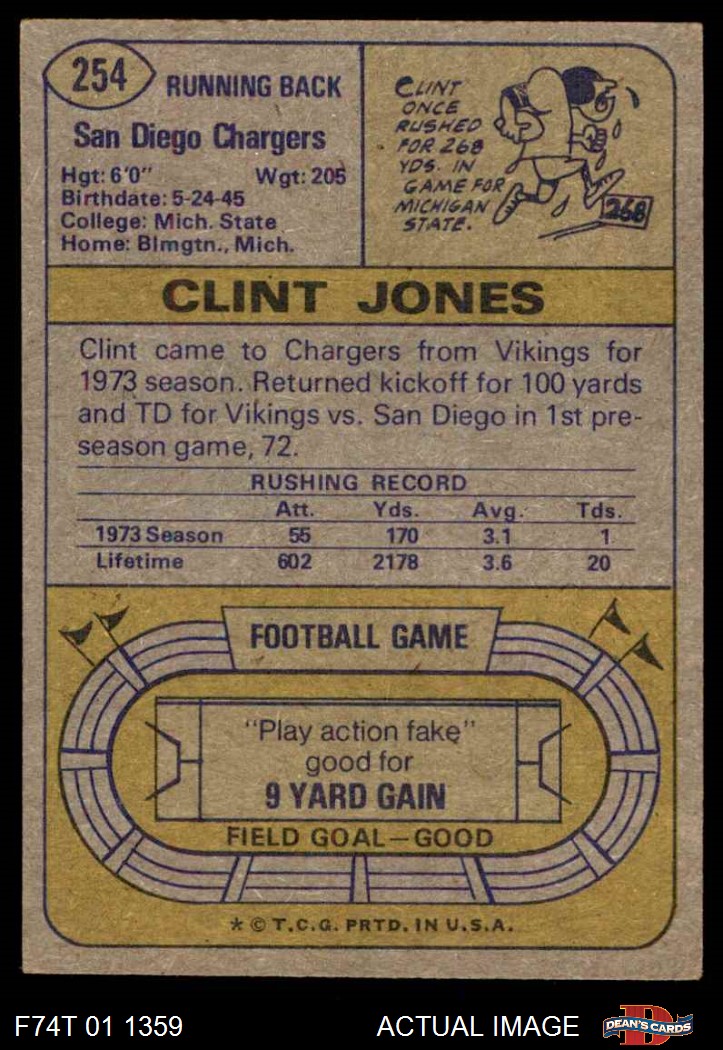 254
RUNNING BACK
San Diego Chargers
Hgt: 6'0" Wgt: 205
Birthdate: 5-24-45
College: Mich. State
Home: Blmgtn., Mich.
CLINT
ONCE
RUSHED
FOR 268
YDS. IN
GAME FOR
MICHIGAN
STATE.
268
CLINT JONES
Clint came to Chargers from Vikings for
1973 season. Returned kickoff for 100 yards
and TD for Vikings vs. San Diego in 1st pre-
season game, 72.
RUSHING RECORD
Att. Yds. Avg. Tds.
1973 Season 55 170 3.1 1
Lifetime 602 2178 3.6 20
FOOTBALL GAME
"Play action fake"
good for
9 YARD GAIN
FIELD GOAL—GOOD
* © T.C.G. PRTD. IN U.S.A.
F74T 01 1359 ACTUAL IMAGE
DEAN'S CARDS